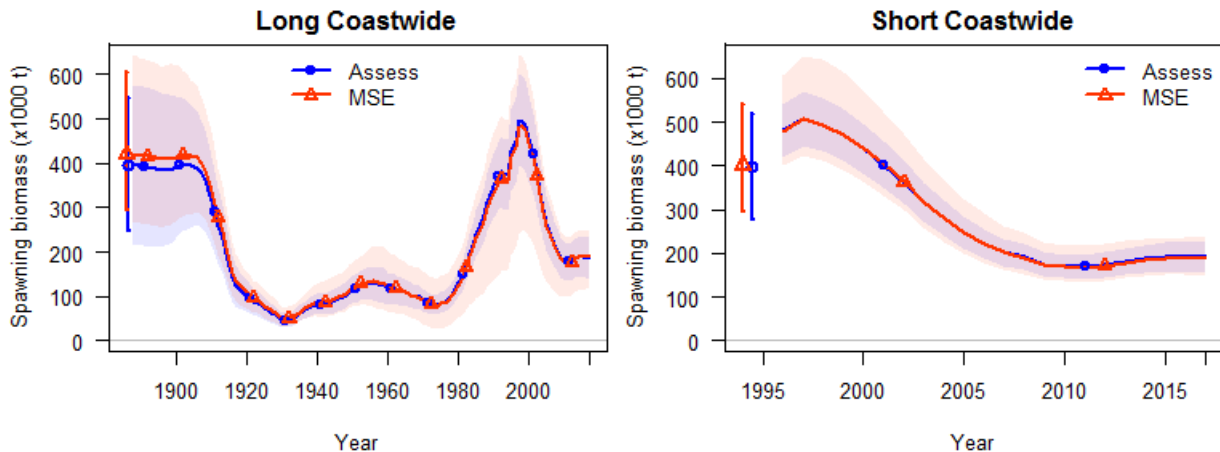 Long Coastwide
Spawning biomass (x1000 t)
600
500
400
300
200
100
0
Assess
MSE
1900
1920
1940
1960
1980
2000
Year
Short Coastwide
Spawning biomass (x1000 t)
600
500
400
300
200
100
0
Assess
MSE
1995
2000
2005
2010
2015
Year